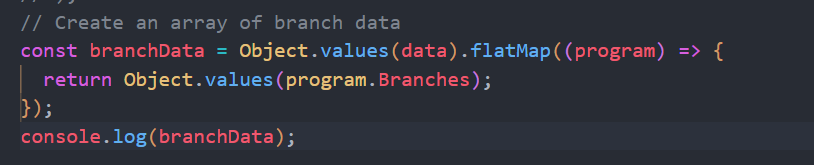 // Create an array of branch data
const branchData = Object.values(data).flatMap((program) => {
  return Object.values(program.Branches);
});
console.log(branchData);